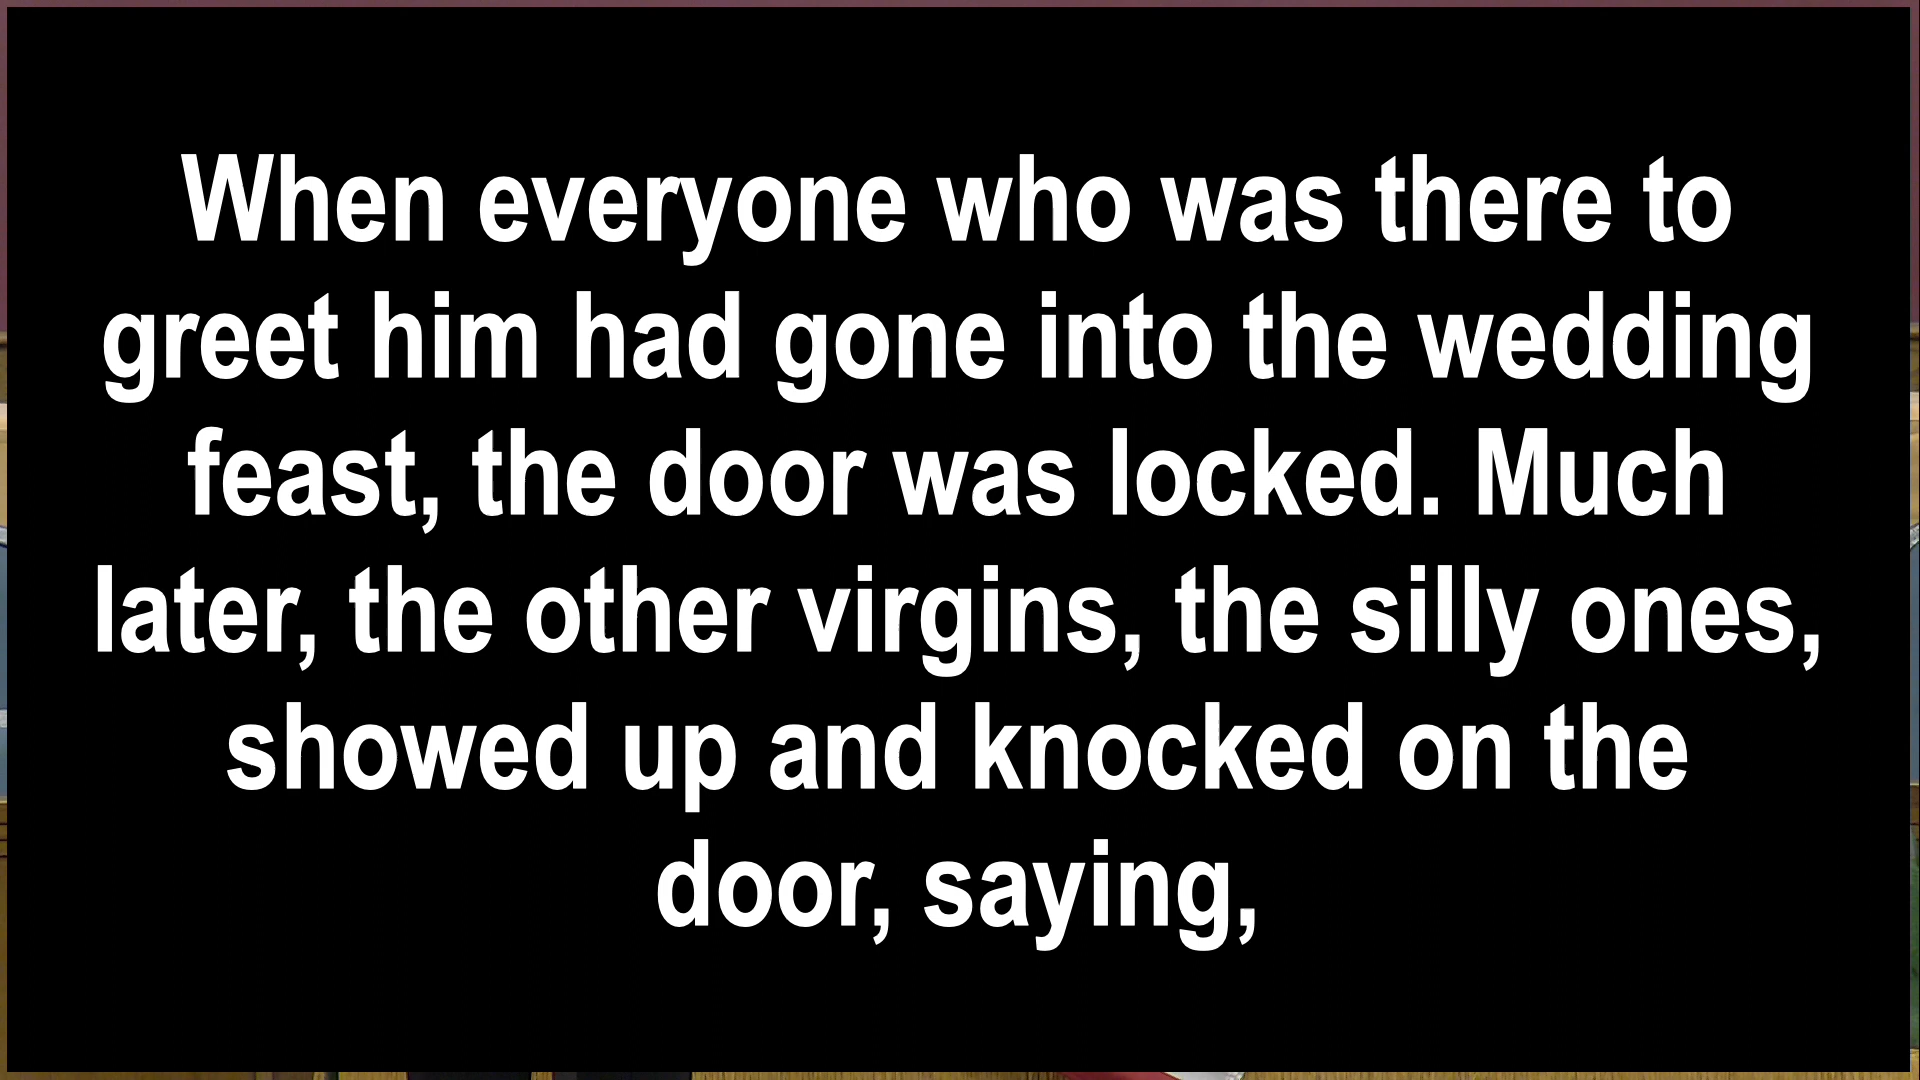 When everyone who was there to
greet him had gone into the wedding
feast, the door was locked. Much
later, the other virgins, the silly ones,
showed up and knocked on the
door, saying,